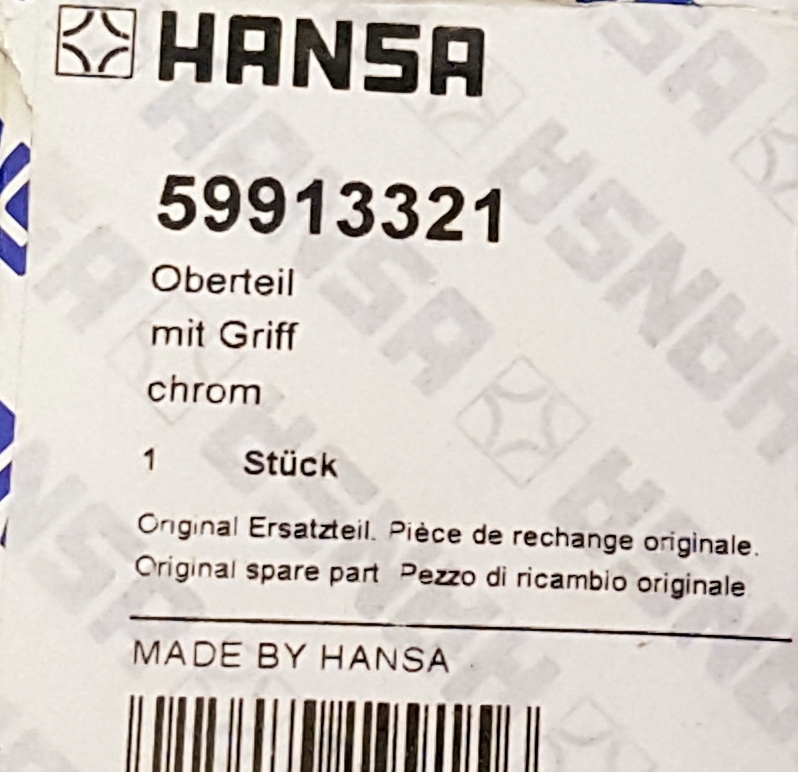 HANSA
59913321
Oberteil
mit Griff
chrom
1 Stück
Original Ersatzteil. Pièce de rechange originale.
Original spare part Pezzo di ricambio originale
MADE BY HANSA